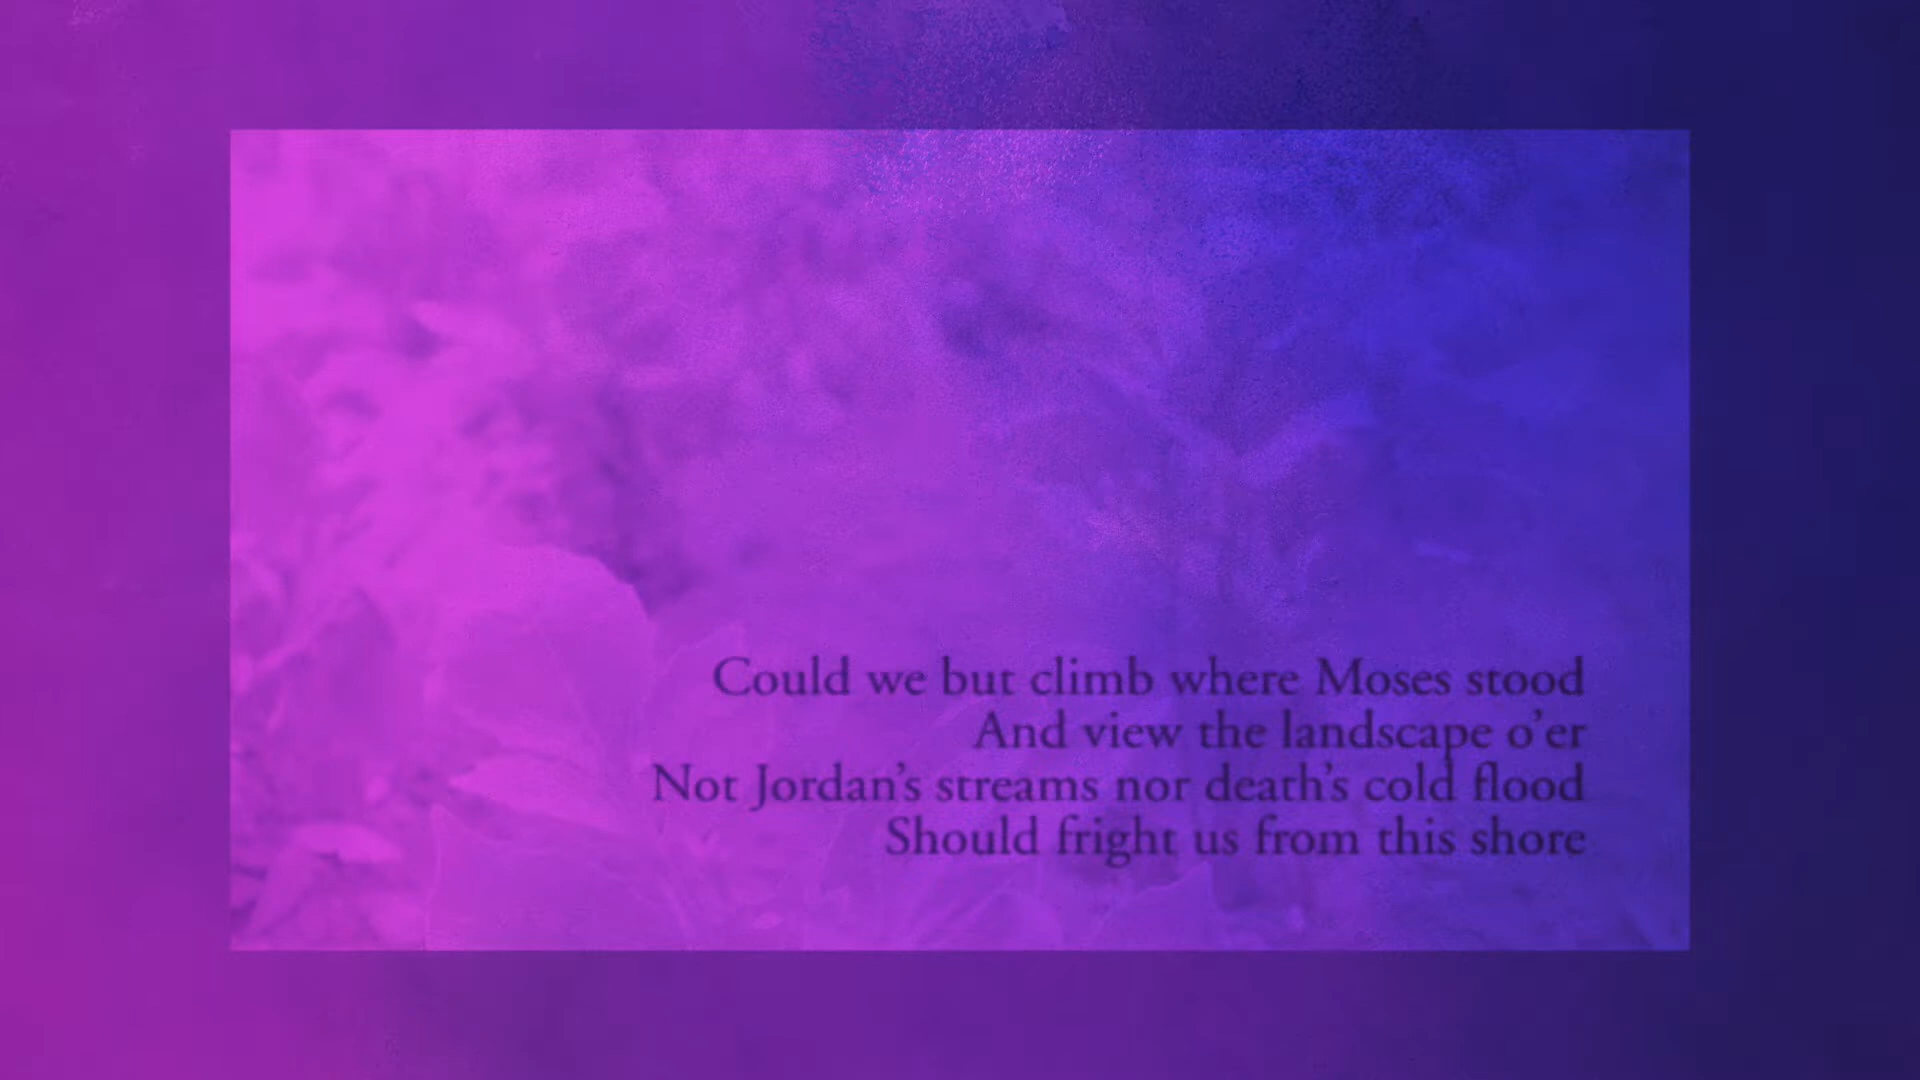 Could we but climb where Moses stood
And view the landscape o’er
Not Jordan’s streams nor death’s cold flood
Should fright us from this shore